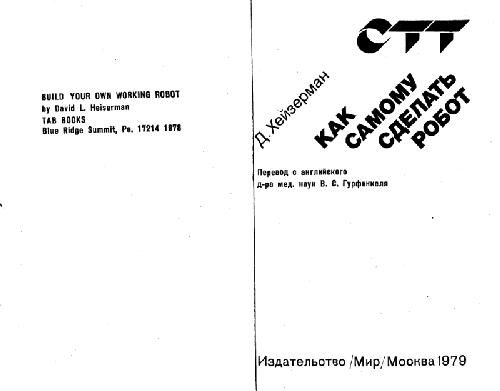 BUILD YOUR OWN WORKING ROBOT
by David L. Heiserman
TAB BOOKS
Blue Ridge Summit, Pa. 17214 1976
СТТ
Д. Хейзерман
КАК
САМОМУ
СДЕЛАТЬ
РОБОТ
Перевод с английского
д-ра мед. наук В. С. Гурфинкеля
Издательство /Мир/ Москва 1979